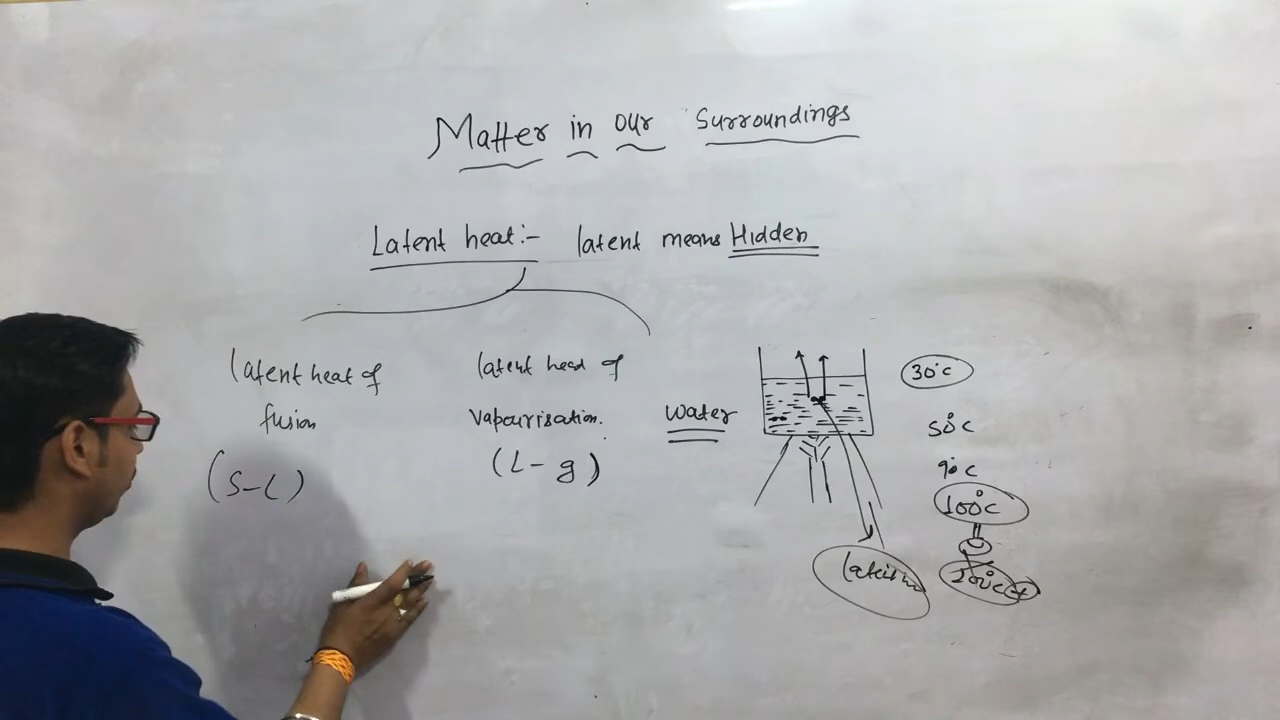 Matter in our Surroundings
Latent heat:- latent means Hidden
latent heat of
fusion
(S-L)
latent head of
Vapourisation.
(L-g)
Water
30°C
50°C
90°C
100°C